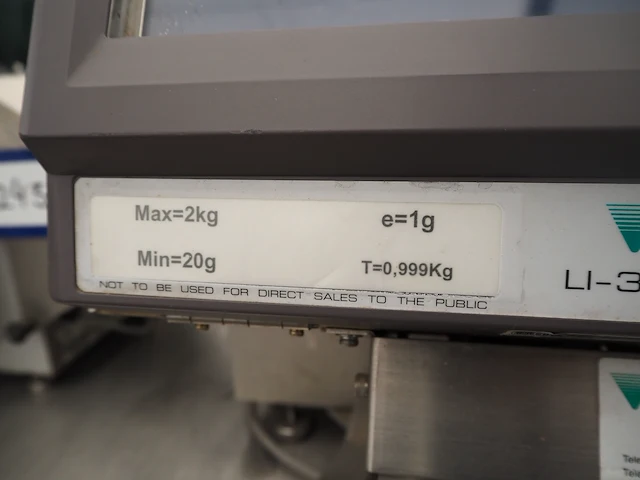 Max=2kg e=1g
Min=20g T=0,999Kg
NOT TO BE USED FOR DIRECT SALES TO THE PUBLIC
LI-3